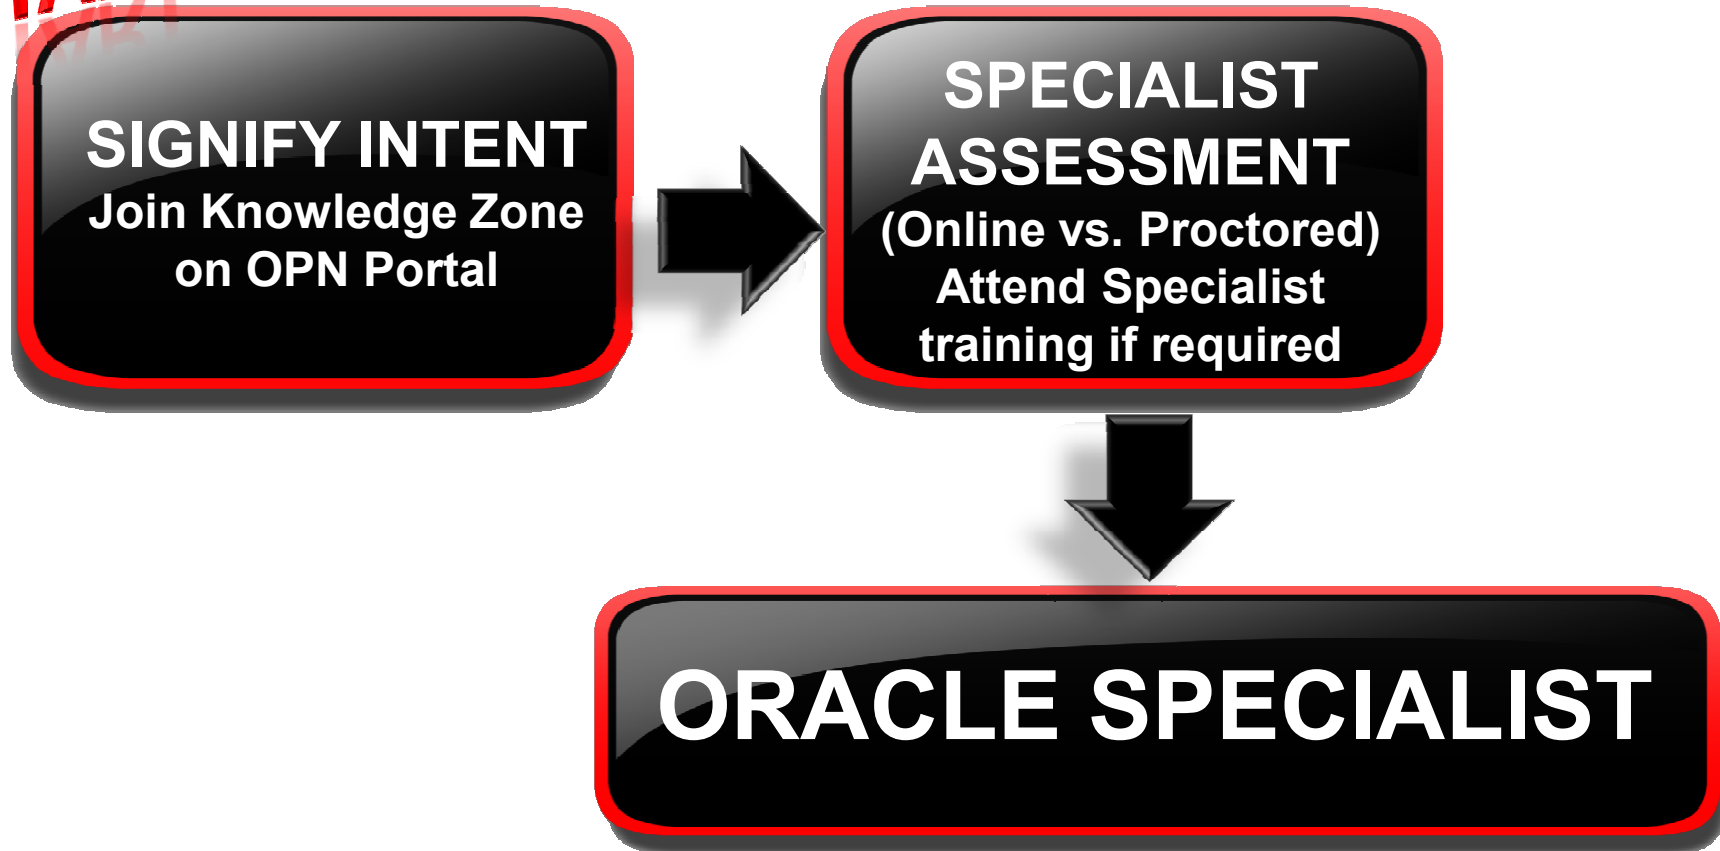 SIGNIFY INTENT
Join Knowledge Zone
on OPN Portal
SPECIALIST
ASSESSMENT
(Online vs. Proctored)
Attend Specialist
training if required
ORACLE SPECIALIST